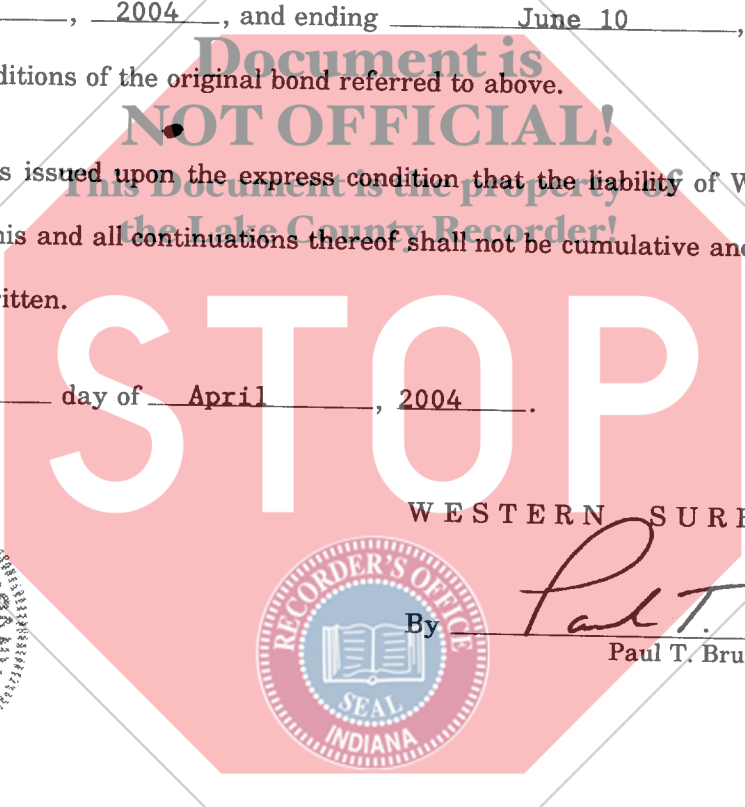 , 2004, and ending June 10,
Document is
ditions of the original bond referred to above.
NOT OFFICIAL!
s issued upon the express condition that the liability of W
This Document is the property of
the Lake County Recorder!
his and all continuations thereof shall not be cumulative and
ritten.
STOP
day of April, 2004.
WESTERN SURE
RECORDER'S OFFICE
By Paul T.
Paul T. Bru
SEAL
INDIANA